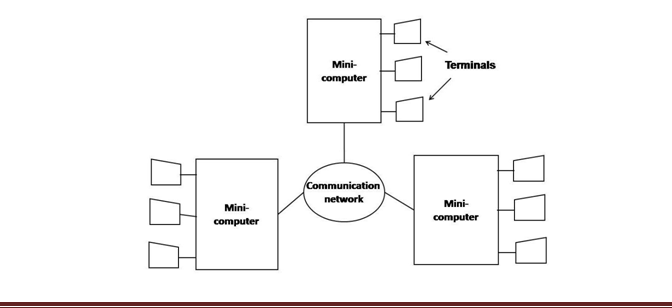 Mini-
computer
Terminals
Communication
network
Mini-
computer
Mini-
computer